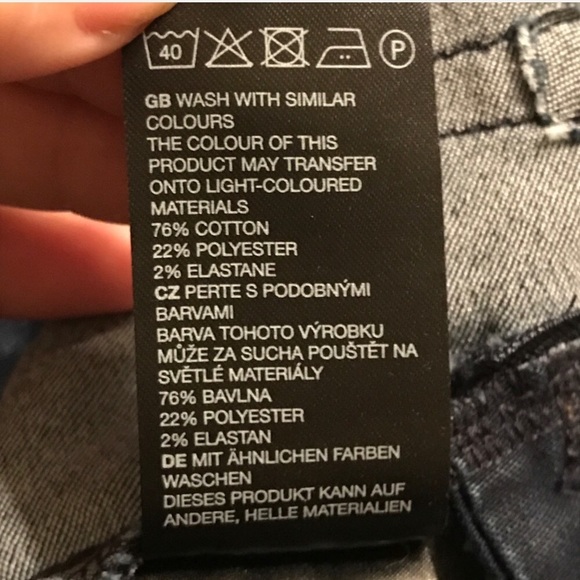 40 P
GB WASH WITH SIMILAR
COLOURS
THE COLOUR OF THIS
PRODUCT MAY TRANSFER
ONTO LIGHT-COLOURED
MATERIALS
76% COTTON
22% POLYESTER
2% ELASTANE
CZ PERTE S PODOBNÝMI
BARVAMI
BARVA TOHOTO VÝROBKU
MŮŽE ZA SUCHA POUŠTĚT NA
SVĚTLÉ MATERIÁLY
76% BAVLNA
22% POLYESTER
2% ELASTAN
DE MIT ÄHNLICHEN FARBEN
WASCHEN
DIESES PRODUKT KANN AUF
ANDERE, HELLE MATERIALIEN